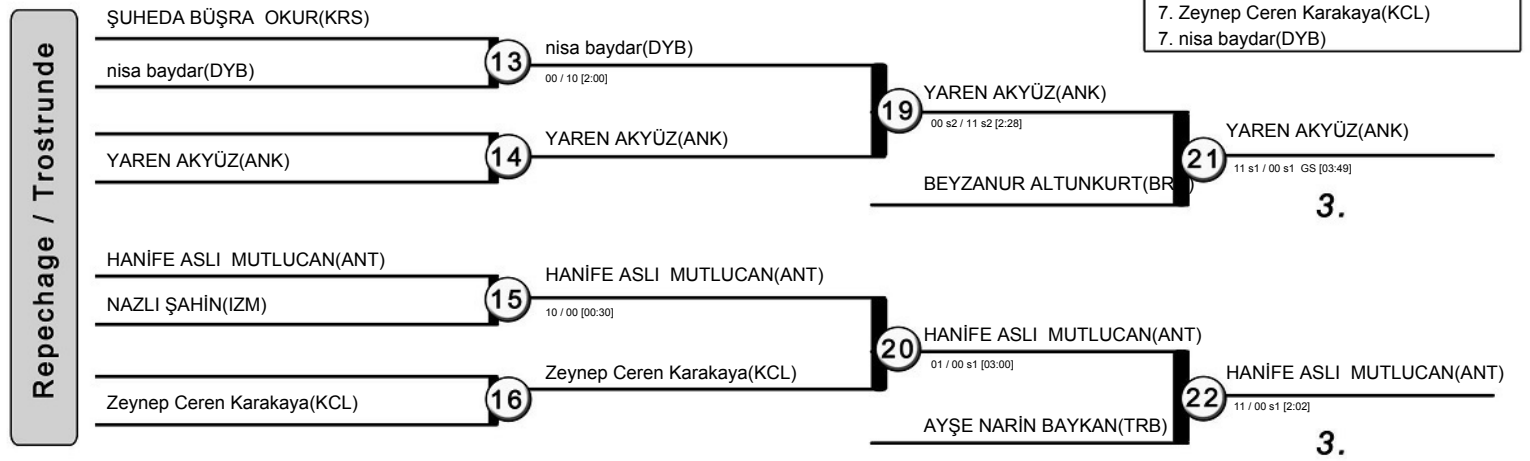 7. Zeynep Ceren Karakaya(KCL)
7. nisa baydar(DYB)
Repechage / Trostrunde
ŞUHEDA BÜŞRA OKUR(KRS)
nisa baydar(DYB)
13
nisa baydar(DYB)
00 / 10 [2:00]
YAREN AKYÜZ(ANK)
14
YAREN AKYÜZ(ANK)
19
YAREN AKYÜZ(ANK)
00 s2 / 11 s2 [2:28]
BEYZANUR ALTUNKURT(BR
21
YAREN AKYÜZ(ANK)
11 s1 / 00 s1 GS [03:49]
3.
HANİFE ASLI MUTLUCAN(ANT)
NAZLI ŞAHİN(IZM)
15
HANİFE ASLI MUTLUCAN(ANT)
10 / 00 [00:30]
Zeynep Ceren Karakaya(KCL)
16
Zeynep Ceren Karakaya(KCL)
20
HANİFE ASLI MUTLUCAN(ANT)
01 / 00 s1 [03:00]
AYŞE NARİN BAYKAN(TRB)
22
HANİFE ASLI MUTLUCAN(ANT)
11 / 00 s1 [2:02]
3.